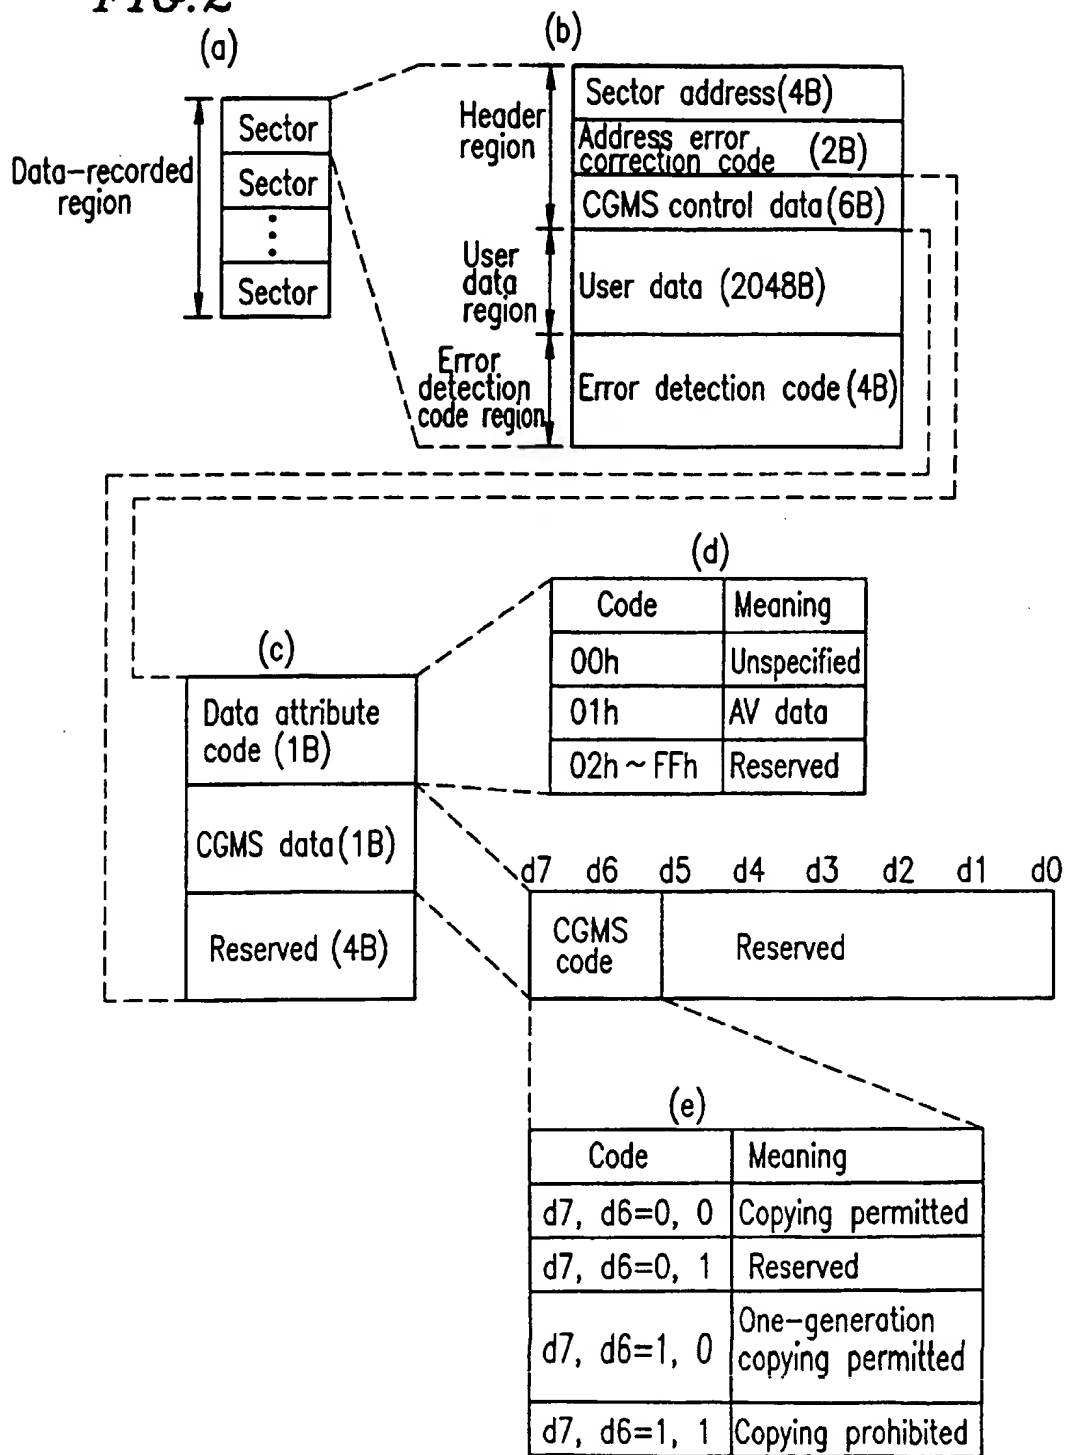 FIG.2
(a)
Data-recorded
region
Sector
Sector
Sector
(b)
Header
region
User
data
region
Error
detection
code region
Sector address(4B)
Address error
correction code (2B)
CGMS control data(6B)
User data (2048B)
Error detection code(4B)
(c)
Data attribute
code (1B)
CGMS data(1B)
Reserved (4B)
(d)
Code Meaning
00h Unspecified
01h AV data
02h ~ FFh Reserved
d7 d6 d5 d4 d3 d2 d1 d0
CGMS
code
Reserved
(e)
Code Meaning
d7, d6=0, 0 Copying permitted
d7, d6=0, 1 Reserved
d7, d6=1, 0 One-generation
copying permitted
d7, d6=1, 1 Copying prohibited